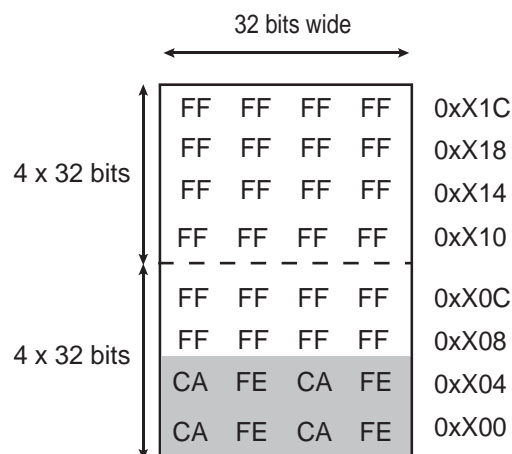 32 bits wide
FF FF FF FF 0xX1C
FF FF FF FF 0xX18
4 x 32 bits
FF FF FF FF 0xX14
FF FF FF FF 0xX10
FF FF FF FF 0xX0C
FF FF FF FF 0xX08
4 x 32 bits
CA FE CA FE 0xX04
CA FE CA FE 0xX00